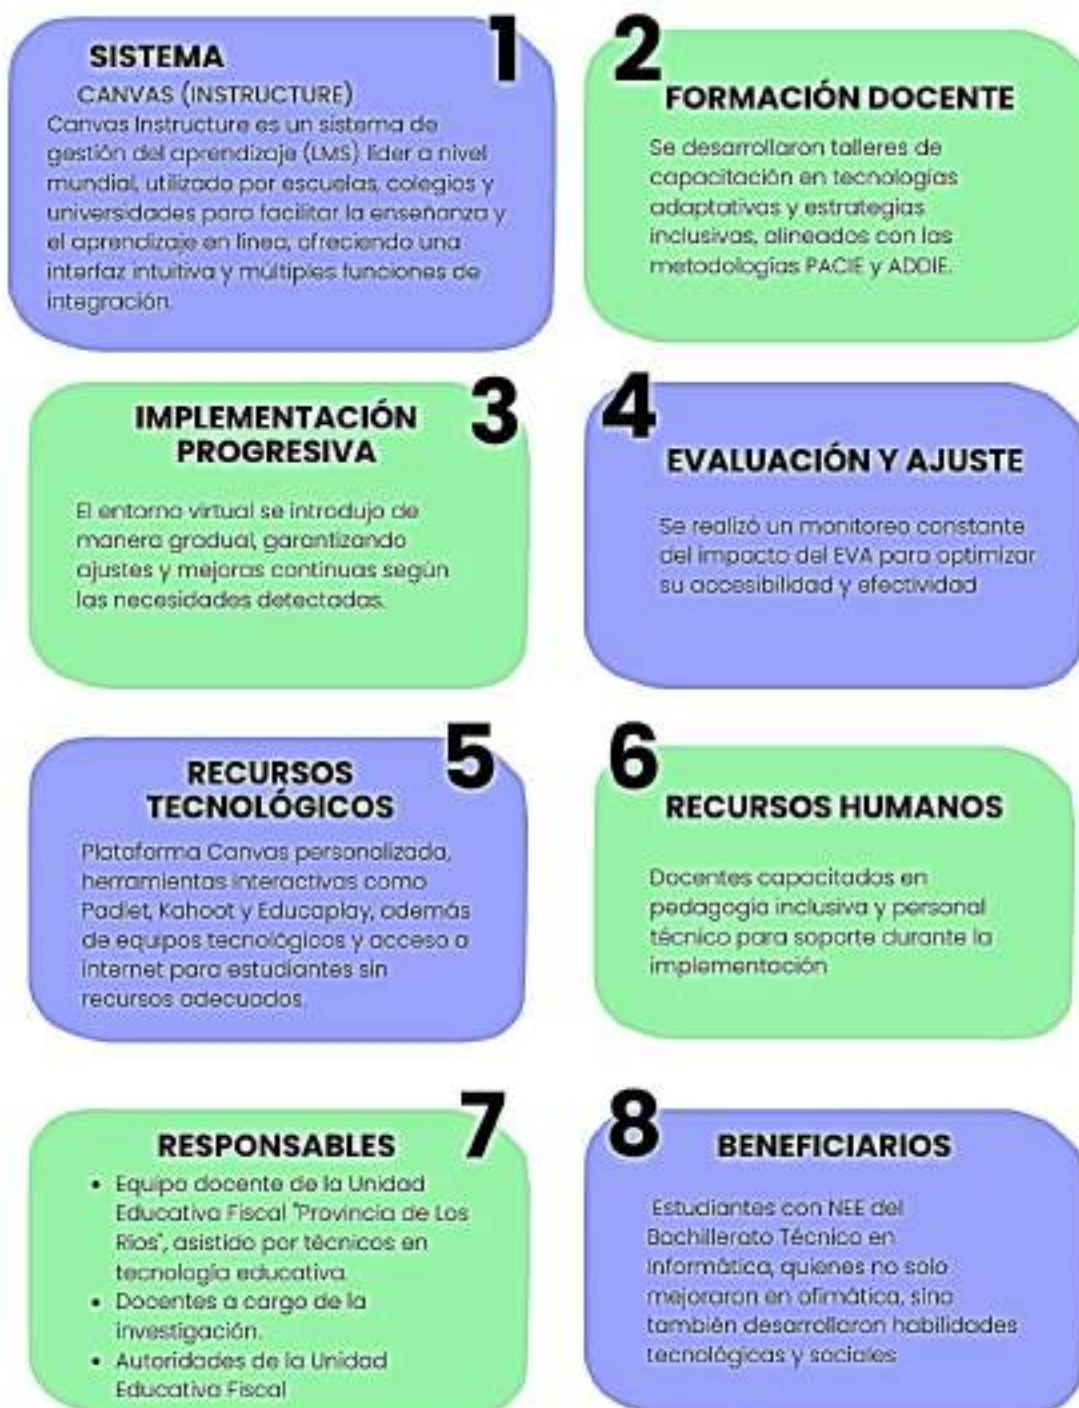 1
SISTEMA
CANVAS (INSTRUCTURE)
Canvas Instructure es un sistema de
gestión del aprendizaje (LMS) líder a nivel
mundial, utilizado por escuelas, colegios y
universidades para facilitar la enseñanza y
el aprendizaje en línea, ofreciendo una
interfaz intuitiva y múltiples funciones de
integración.
2
FORMACIÓN DOCENTE
Se desarrollaron talleres de
capacitación en tecnologías
adaptativas y estrategias
inclusivas, alineados con las
metodologías PACIE y ADDIE.
3
IMPLEMENTACIÓN
PROGRESIVA
El entorno virtual se introdujo de
manera gradual, garantizando
ajustes y mejoras continuas según
las necesidades detectadas.
4
EVALUACIÓN Y AJUSTE
Se realizó un monitoreo constante
del impacto del EVA para optimizar
su accesibilidad y efectividad
5
RECURSOS
TECNOLÓGICOS
Plataforma Canvas personalizada,
herramientas interactivas como
Padlet, Kahoot y Educaplay, además
de equipos tecnológicos y acceso a
internet para estudiantes sin
recursos adecuados.
6
RECURSOS HUMANOS
Docentes capacitados en
pedagogía inclusiva y personal
técnico para soporte durante la
implementación
7
RESPONSABLES
• Equipo docente de la Unidad
Educativa Fiscal "Provincia de Los
Ríos", asistido por técnicos en
tecnología educativa.
• Docentes a cargo de la
investigación.
• Autoridades de la Unidad
Educativa Fiscal
8
BENEFICIARIOS
Estudiantes con NEE del
Bachillerato Técnico en
Informática, quienes no solo
mejoraron en ofimática, sino
también desarrollaron habilidades
tecnológicas y sociales